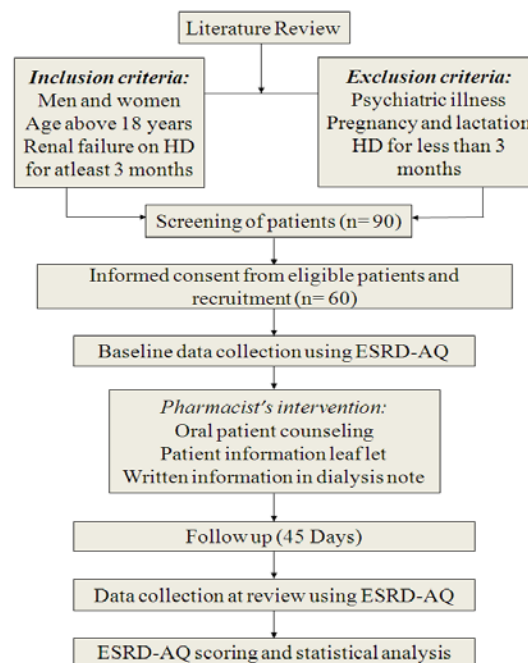 Literature Review
Inclusion criteria:
Men and women
Age above 18 years
Renal failure on HD
for atleast 3 months
Exclusion criteria:
Psychiatric illness
Pregnancy and lactation
HD for less than 3
months
Screening of patients (n= 90)
Informed consent from eligible patients and
recruitment (n= 60)
Baseline data collection using ESRD-AQ
Pharmacist's intervention:
Oral patient counseling
Patient information leaf let
Written information in dialysis note
Follow up (45 Days)
Data collection at review using ESRD-AQ
ESRD-AQ scoring and statistical analysis